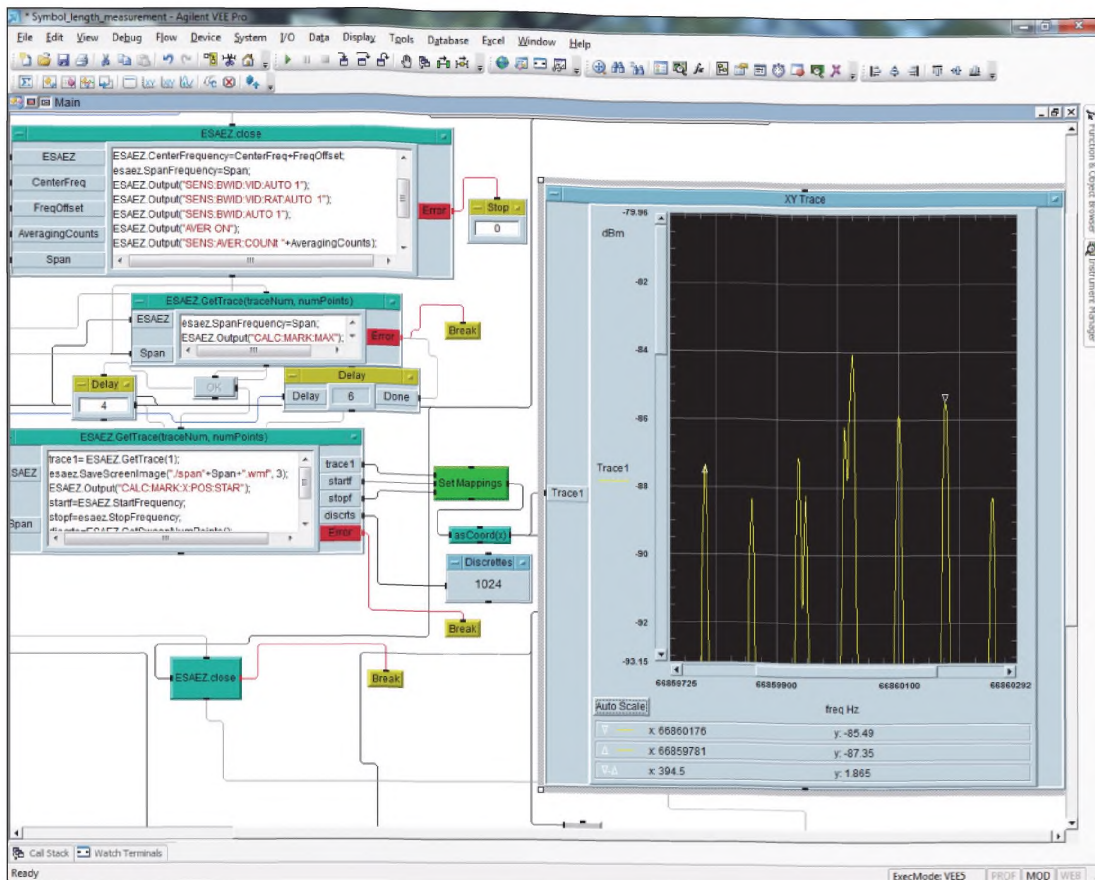 * Symbol_length_measurement - Agilent VEE Pro
File Edit View Debug Flow Device System I/O Data Display Tools Database Excel Window Help
Main
ESAEZ.close
ESAEZ
CenterFreq
FreqOffset
AveragingCounts
Span
ESAEZ.CenterFrequency=CenterFreq+FreqOffset;
esaez.SpanFrequency=Span;
ESAEZ.Output("SENS:BWID:VID:AUTO 1");
ESAEZ.Output("SENS:BWID:VID:RAT:AUTO 1");
ESAEZ.Output("SENS:BWID:AUTO 1");
ESAEZ.Output("AVER ON");
ESAEZ.Output("SENS:AVER:COUNt "+AveragingCounts);
Error
Stop
0
ESAEZ.GetTrace(traceNum, numPoints)
ESAEZ
Span
esaez.SpanFrequency=Span;
ESAEZ.Output("CALC:MARK:MAX");
Error
Break
Delay
4
OK
Delay
Delay 6 Done
ESAEZ.GetTrace(traceNum, numPoints)
SAEZ
Span
trace1= ESAEZ.GetTrace(1);
esaez.SaveScreenImage("./span"+Span+".wmf", 3);
ESAEZ.Output("CALC:MARK:X:POS:STAR");
startf=ESAEZ.StartFrequency;
stopf=esaez.StopFrequency;
discrts=ESAEZ.GetSweepNumPoints();
trace1
startf
stopf
discrts
Error
SetMappings
asCoord(x)
Discrettes
1024
Break
ESAEZ.close
Break
XY Trace
Trace1
-79.96
dBm
-82
-84
-85
Trace1
-88
-90
-92
-93.15
66859725 66859900 66860100 66860292
Auto Scale
freq Hz
x: 66860176 y: -85.49
x: 66859781 y: -87.35
x: 394.5 y: 1.865
Function & Object Browser
Instrument Manager
Call Stack Watch Terminals
Ready
ExecMode: VEE5 PROF MOD WEB